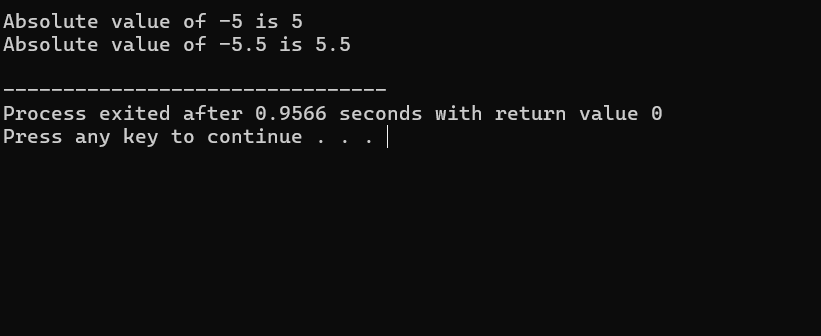 Absolute value of -5 is 5
Absolute value of -5.5 is 5.5
--------------------------------
Process exited after 0.9566 seconds with return value 0
Press any key to continue . . .